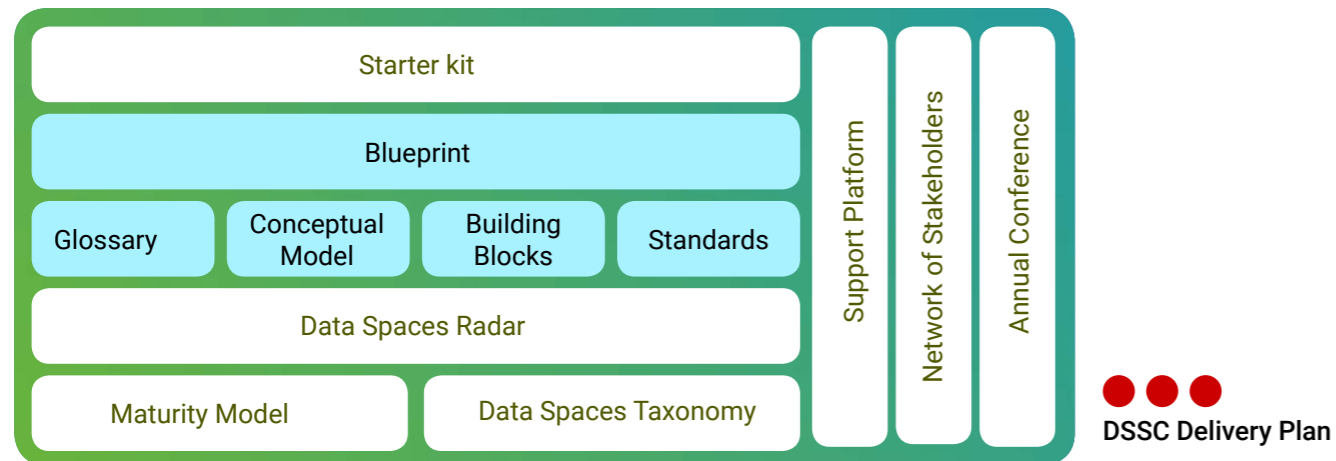 Starter kit
Blueprint
Glossary
Conceptual
Model
Building
Blocks
Standards
Data Spaces Radar
Maturity Model
Data Spaces Taxonomy
Support Platform
Network of Stakeholders
Annual Conference
DSSC Delivery Plan